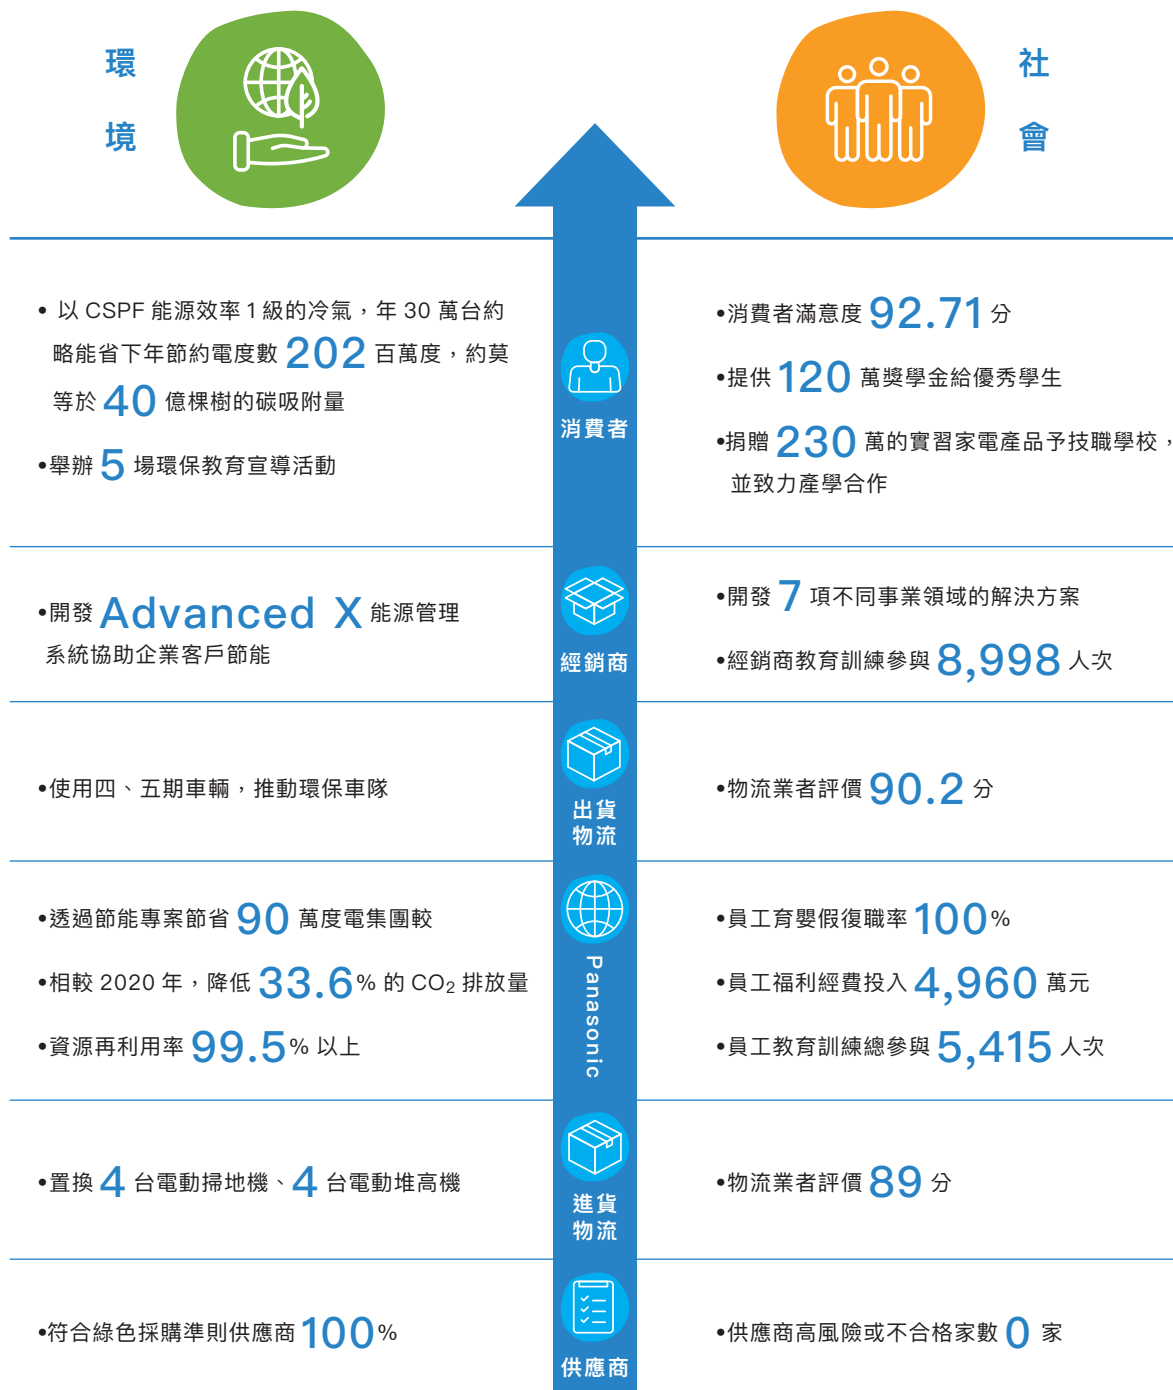 環境
社會
• 以 CSPF 能源效率 1 級的冷氣，年 30 萬台約
略能省下年節約電度數 202 百萬度，約莫
等於 40 億棵樹的碳吸附量
•舉辦 5 場環保教育宣導活動
消費者
•消費者滿意度 92.71 分
•提供 120 萬獎學金給優秀學生
•捐贈 230 萬的實習家電產品予技職學校，
並致力產學合作
•開發 Advanced X 能源管理
系統協助企業客戶節能
經銷商
•開發 7 項不同事業領域的解決方案
•經銷商教育訓練參與 8,998 人次
•使用四、五期車輛，推動環保車隊
出貨
物流
•物流業者評價 90.2 分
•透過節能專案節省 90 萬度電集團較
•相較 2020 年，降低 33.6% 的 CO₂ 排放量
•資源再利用率 99.5% 以上
Panasonic
•員工育嬰假復職率 100%
•員工福利經費投入 4,960 萬元
•員工教育訓練總參與 5,415 人次
•置換 4 台電動掃地機、4 台電動堆高機
進貨
物流
•物流業者評價 89 分
•符合綠色採購準則供應商 100%
供應商
•供應商高風險或不合格家數 0 家